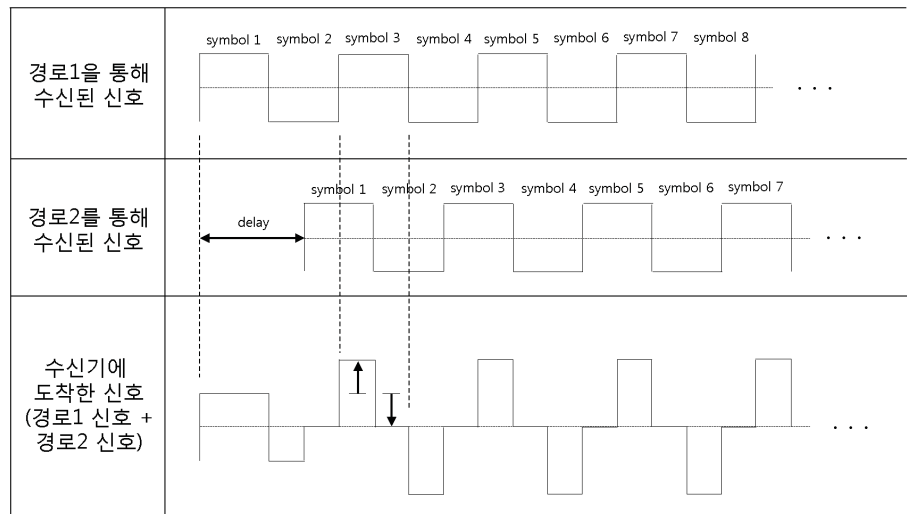 경로1을 통해
수신된 신호
symbol 1 symbol 2 symbol 3 symbol 4 symbol 5 symbol 6 symbol 7 symbol 8
. . .
경로2를 통해
수신된 신호
symbol 1 symbol 2 symbol 3 symbol 4 symbol 5 symbol 6 symbol 7
delay
. . .
수신기에
도착한 신호
(경로1 신호 +
경로2 신호)
. . .